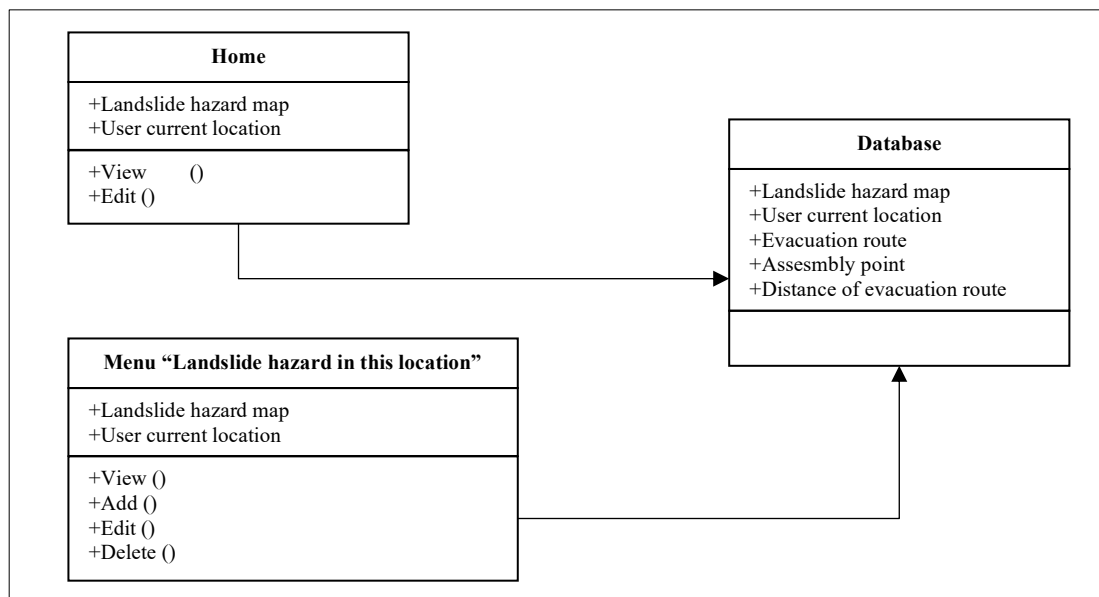 Home
+Landslide hazard map
+User current location
+View ()
+Edit ()
Database
+Landslide hazard map
+User current location
+Evacuation route
+Assesmbly point
+Distance of evacuation route
Menu “Landslide hazard in this location”
+Landslide hazard map
+User current location
+View ()
+Add ()
+Edit ()
+Delete ()